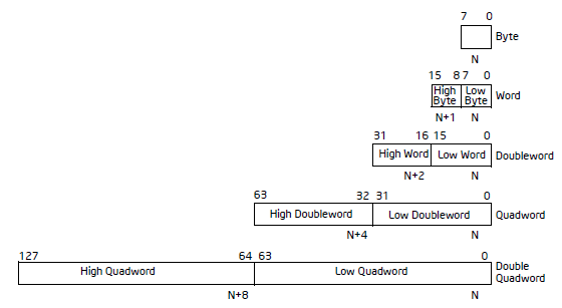 7 0
Byte
N
15 8 7 0
High Byte Low Byte Word
N+1 N
31 16 15 0
High Word Low Word Doubleword
N+2 N
63 32 31 0
High Doubleword Low Doubleword Quadword
N+4 N
127 64 63 0
High Quadword Low Quadword Double Quadword
N+8 N